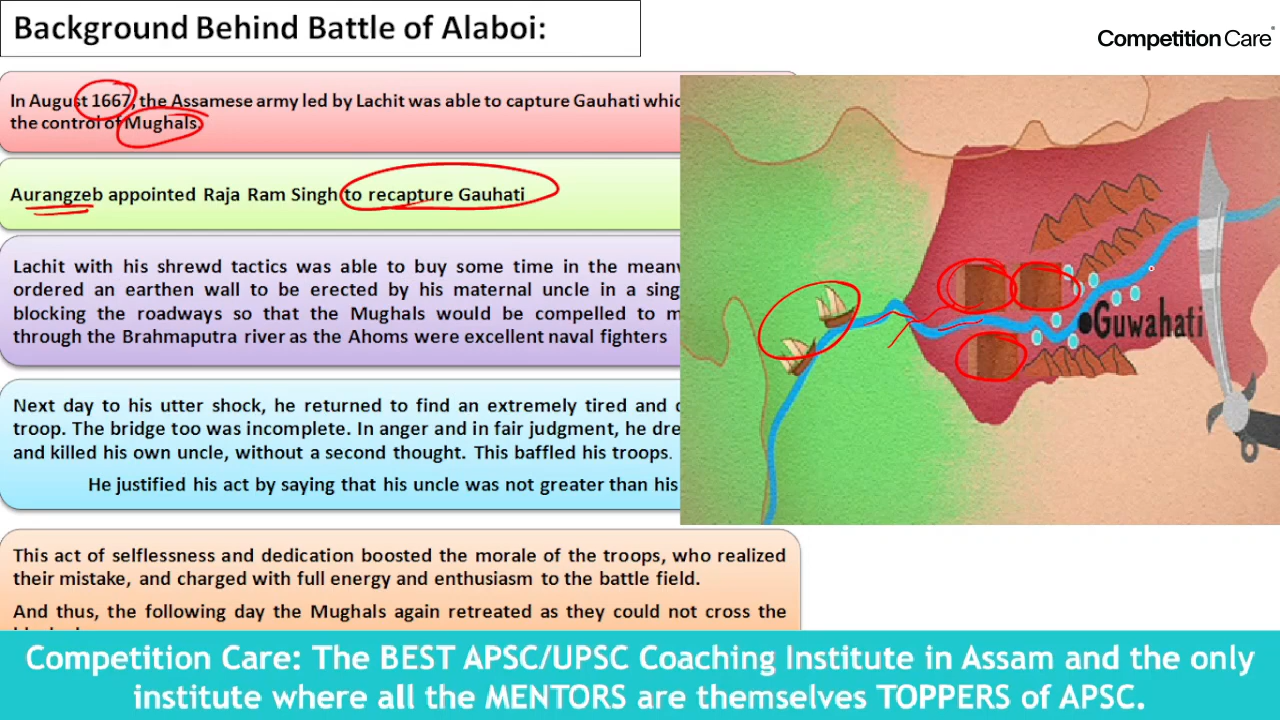 Background Behind Battle of Alaboi:
Competition Care
In August 1667, the Assamese army led by Lachit was able to capture Gauhati
the control of Mughals.
Aurangzeb appointed Raja Ram Singh to recapture Gauhati
Lachit with his shrewd tactics was able to buy some time in the
ordered an earthen wall to be erected by his maternal uncle in a
blocking the roadways so that the Mughals would be compelled to
through the Brahmaputra river as the Ahoms were excellent naval fighters
Guwahati
Next day to his utter shock, he returned to find an extremely tired and
troop. The bridge too was incomplete. In anger and in fair judgment, he
and killed his own uncle, without a second thought. This baffled his troops.
He justified his act by saying that his uncle was not greater than his
This act of selflessness and dedication boosted the morale of the troops, who realized
their mistake, and charged with full energy and enthusiasm to the battle field.
And thus, the following day the Mughals again retreated as they could not cross the
Competition Care: The BEST APSC/UPSC Coaching Institute in Assam and the only
institute where all the MENTORS are themselves TOPPERS of APSC.